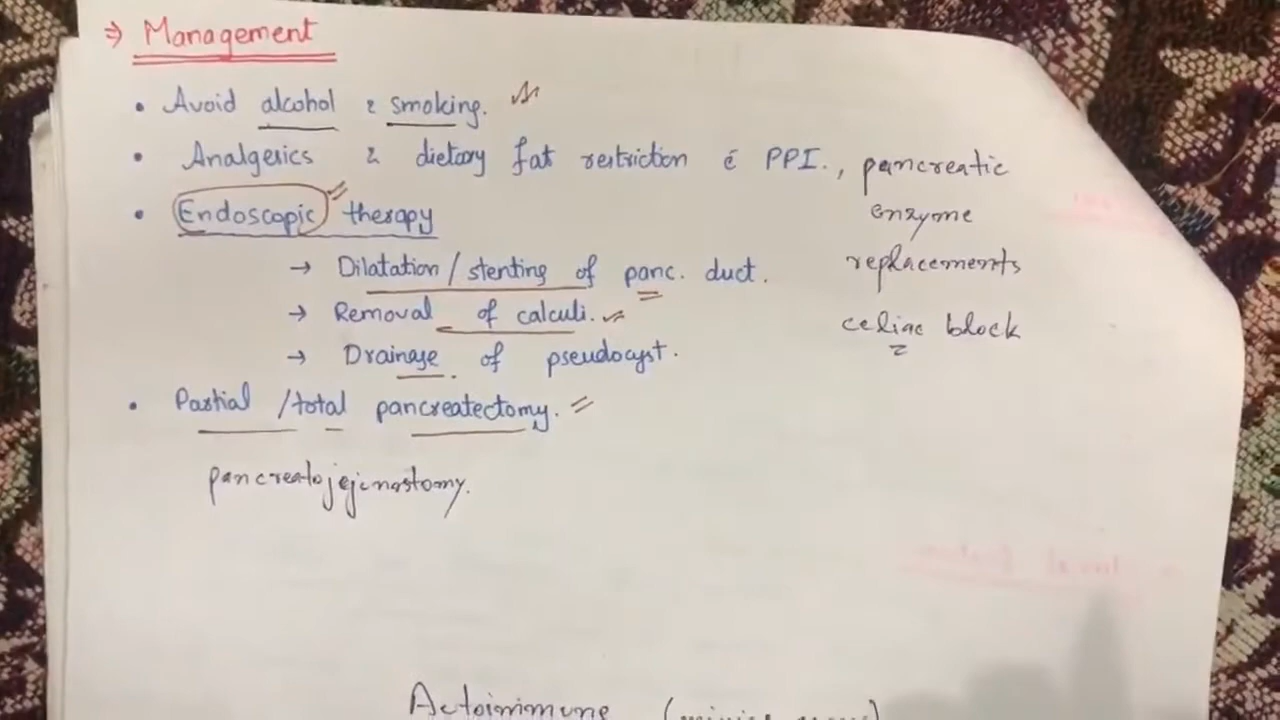 ⇒ Management
• Avoid alcohol & smoking.
• Analgesics & dietary fat restriction c̄ PPI., pancreatic
enzyme
replacements
celiac block
• Endoscopic therapy
→ Dilatation/stenting of panc. duct.
→ Removal of calculi.
→ Drainage of pseudocyst.
• Partial /total pancreatectomy.
pancreatojejunostomy.